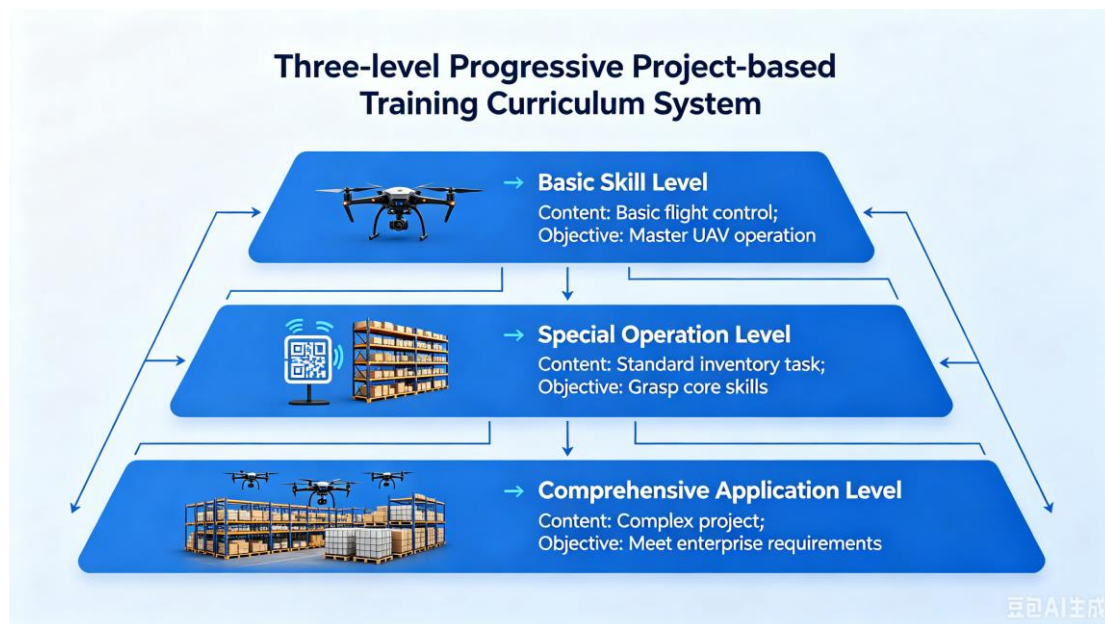 Three-level Progressive Project-based
Training Curriculum System
→ Basic Skill Level
Content: Basic flight control;
Objective: Master UAV operation
→ Special Operation Level
Content: Standard inventory task;
Objective: Grasp core skills
→ Comprehensive Application Level
Content: Complex project;
Objective: Meet enterprise requirements
豆包AI生成